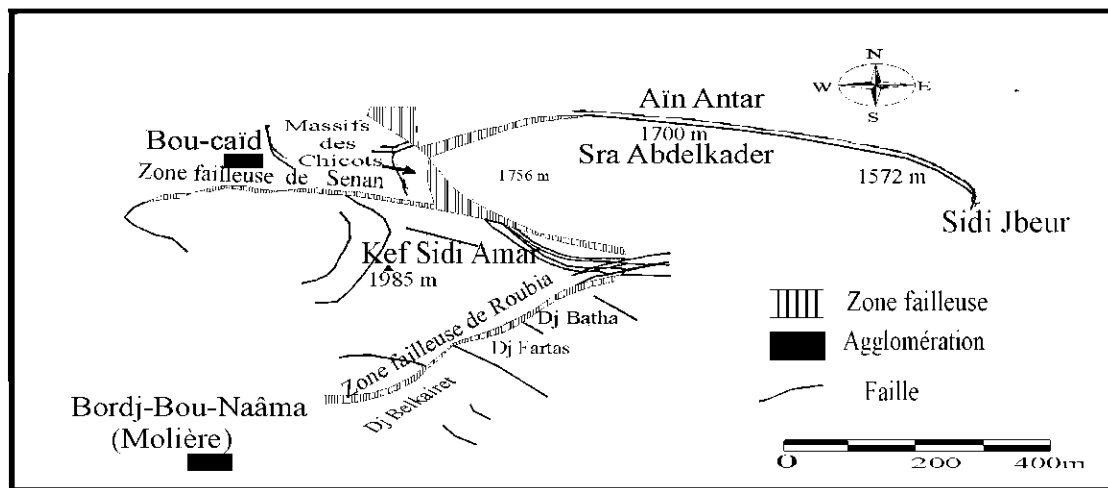 N
W E
S
Aïn Antar
1700 m
Sra Abdelkader
1756 m
1572 m
Sidi Jbeur
Bou-caïd
Massifs
des
Chicots
Zone failleuse de Senan
Kef Sidi Amar
1985 m
Zone failleuse de Roubia
Dj Batha
Dj Fartas
Dj Belkairet
Bordj-Bou-Naâma
(Molière)
Zone failleuse
Agglomération
Faille
0 200 400m